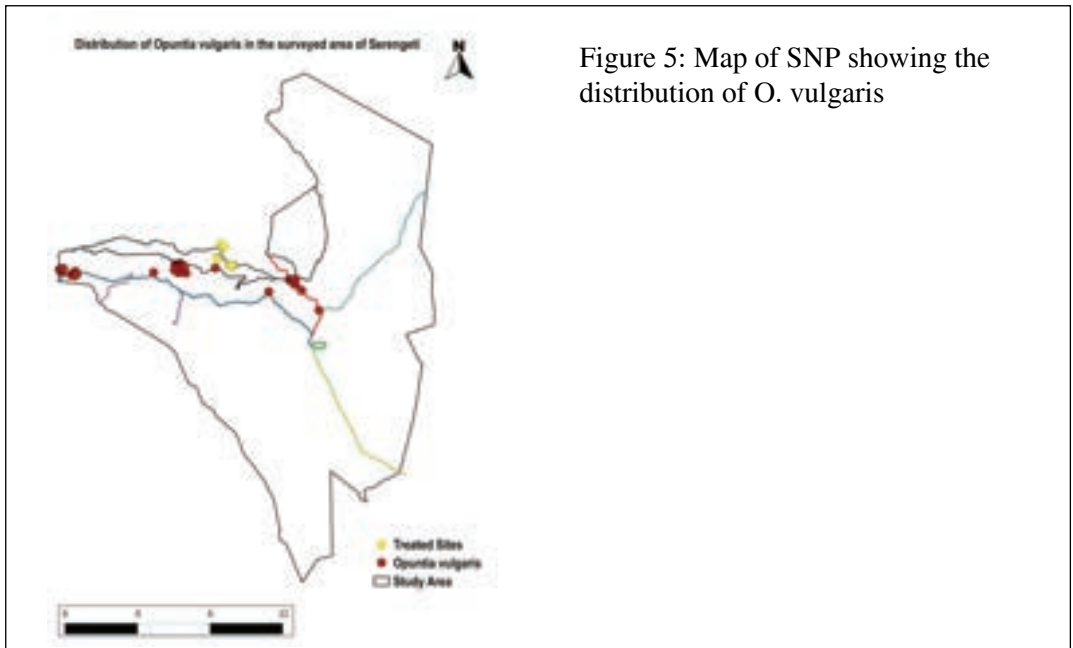 Distribution of Opuntia vulgaris in the surveyed area of Serengeti
N
Figure 5: Map of SNP showing the
distribution of O. vulgaris
Treated Sites
Opuntia vulgaris
Study Area